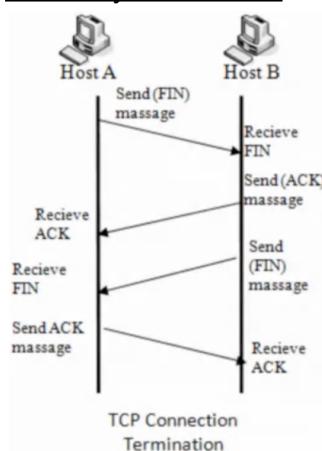 Host A
Host B
Send (FIN)
massage
Recieve
FIN
Send (ACK)
massage
Recieve
ACK
Send
(FIN)
massage
Recieve
FIN
Send ACK
massage
Recieve
ACK
TCP Connection
Termination